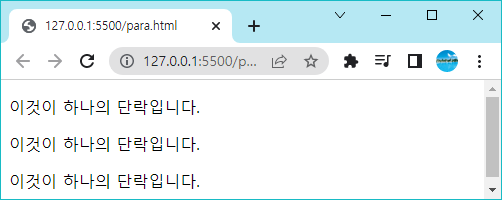 127.0.0.1:5500/para.html
127.0.0.1:5500/p...
이것이 하나의 단락입니다.
이것이 하나의 단락입니다.
이것이 하나의 단락입니다.